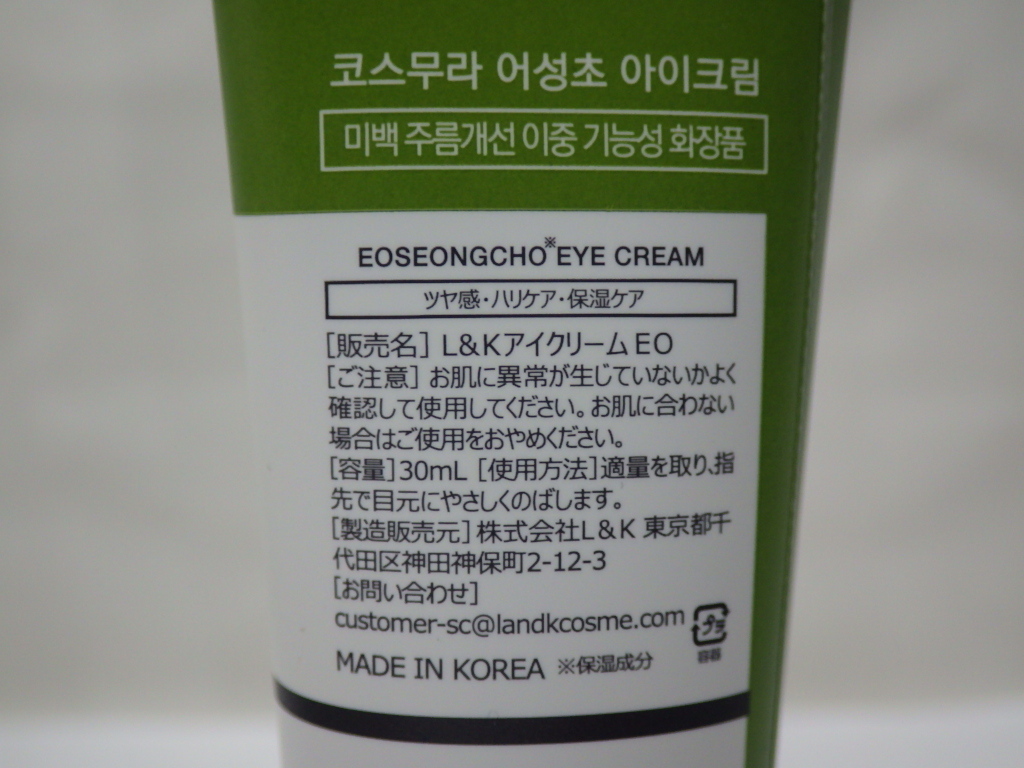 코스무라 어성초 아이크림
미백 주름개선 이중 기능성 화장품
EOSEONGCHO※EYE CREAM
ツヤ感・ハリケア・保湿ケア
[販売名] L&KアイクリームEO
[ご注意] お肌に異常が生じていないかよく
確認して使用してください。お肌に合わない
場合はご使用をおやめください。
[容量]30mL [使用方法]適量を取り、指
先で目元にやさしくのばします。
[製造販売元] 株式会社L&K 東京都千
代田区神田神保町2-12-3
[お問い合わせ]
customer-sc@landkcosme.com
プラ
容器
MADE IN KOREA ※保湿成分